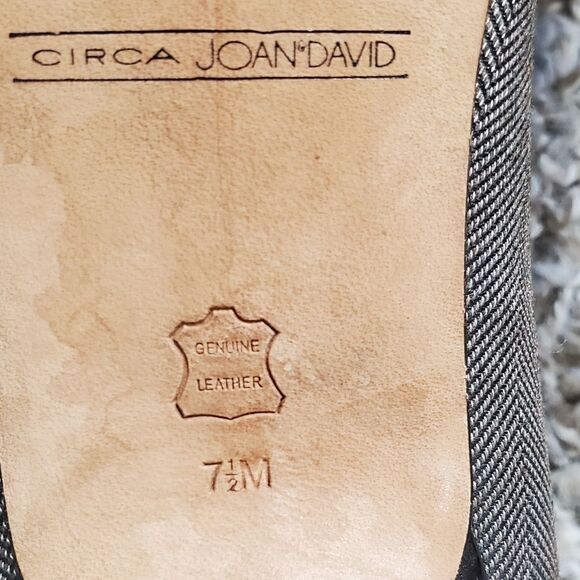 CIRCA JOAN & DAVID
GENUINE
LEATHER
7½M